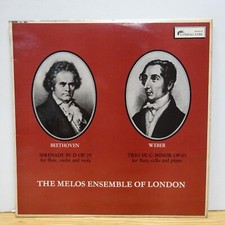 BEETHOVEN
SERENADE IN D OP 25
for flute, violin and viola
WEBER
TRIO IN G MINOR OP 63
for flute, cello and piano
THE MELOS ENSEMBLE OF LONDON